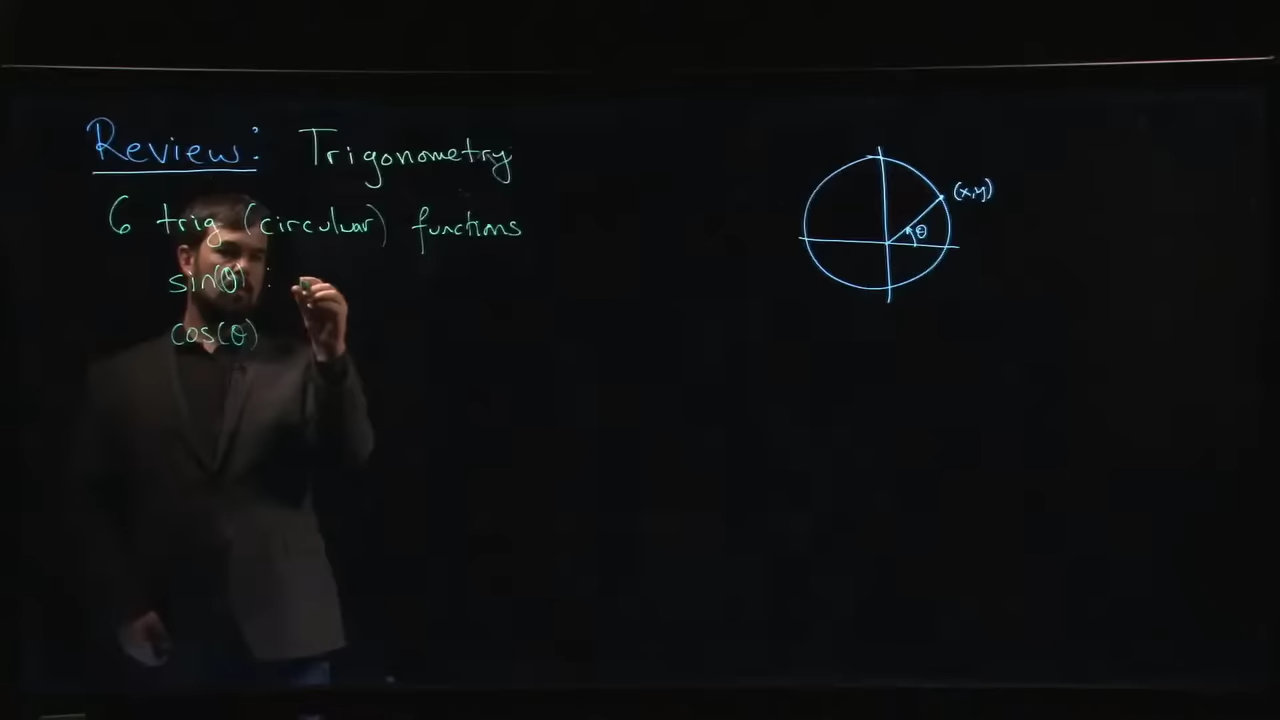 Review: Trigonometry
6 trig (circular) functions
sin(θ) :
cos(θ)
(x,y)
θ